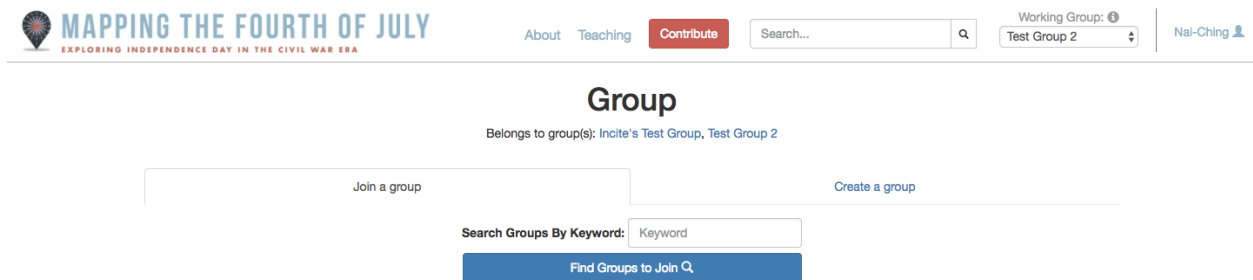 MAPPING THE FOURTH OF JULY
EXPLORING INDEPENDENCE DAY IN THE CIVIL WAR ERA
About Teaching Contribute Search... Working Group:
Test Group 2 Nai-Ching
Group
Belongs to group(s): Incite's Test Group, Test Group 2
Join a group Create a group
Search Groups By Keyword: Keyword
Find Groups to Join